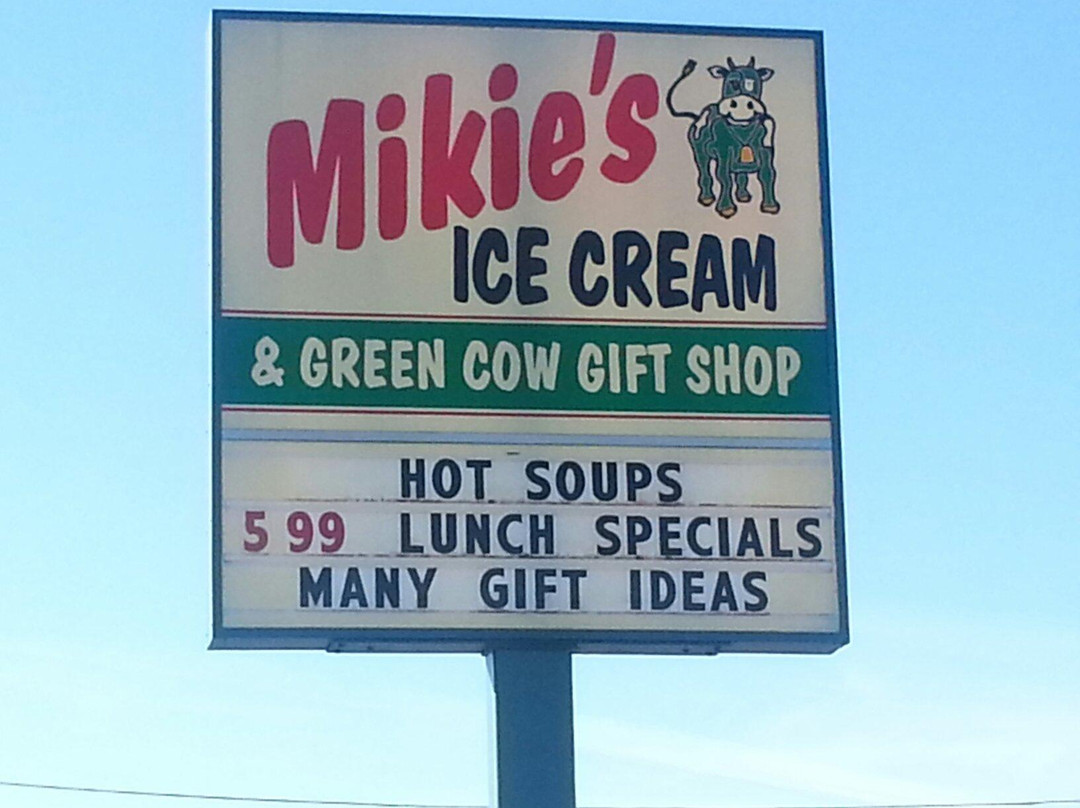 Mikie's
ICE CREAM
& GREEN COW GIFT SHOP
HOT SOUPS
5 99 LUNCH SPECIALS
MANY GIFT IDEAS